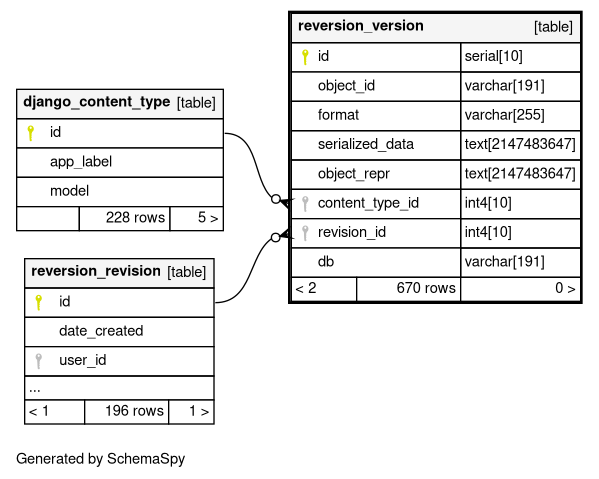 reversion_version [table]
id serial[10]
object_id varchar[191]
format varchar[255]
serialized_data text[2147483647]
object_repr text[2147483647]
content_type_id int4[10]
revision_id int4[10]
db varchar[191]
< 2 670 rows 0 >
django_content_type [table]
id
app_label
model
228 rows 5 >
reversion_revision [table]
id
date_created
user_id
...
< 1 196 rows 1 >
Generated by SchemaSpy